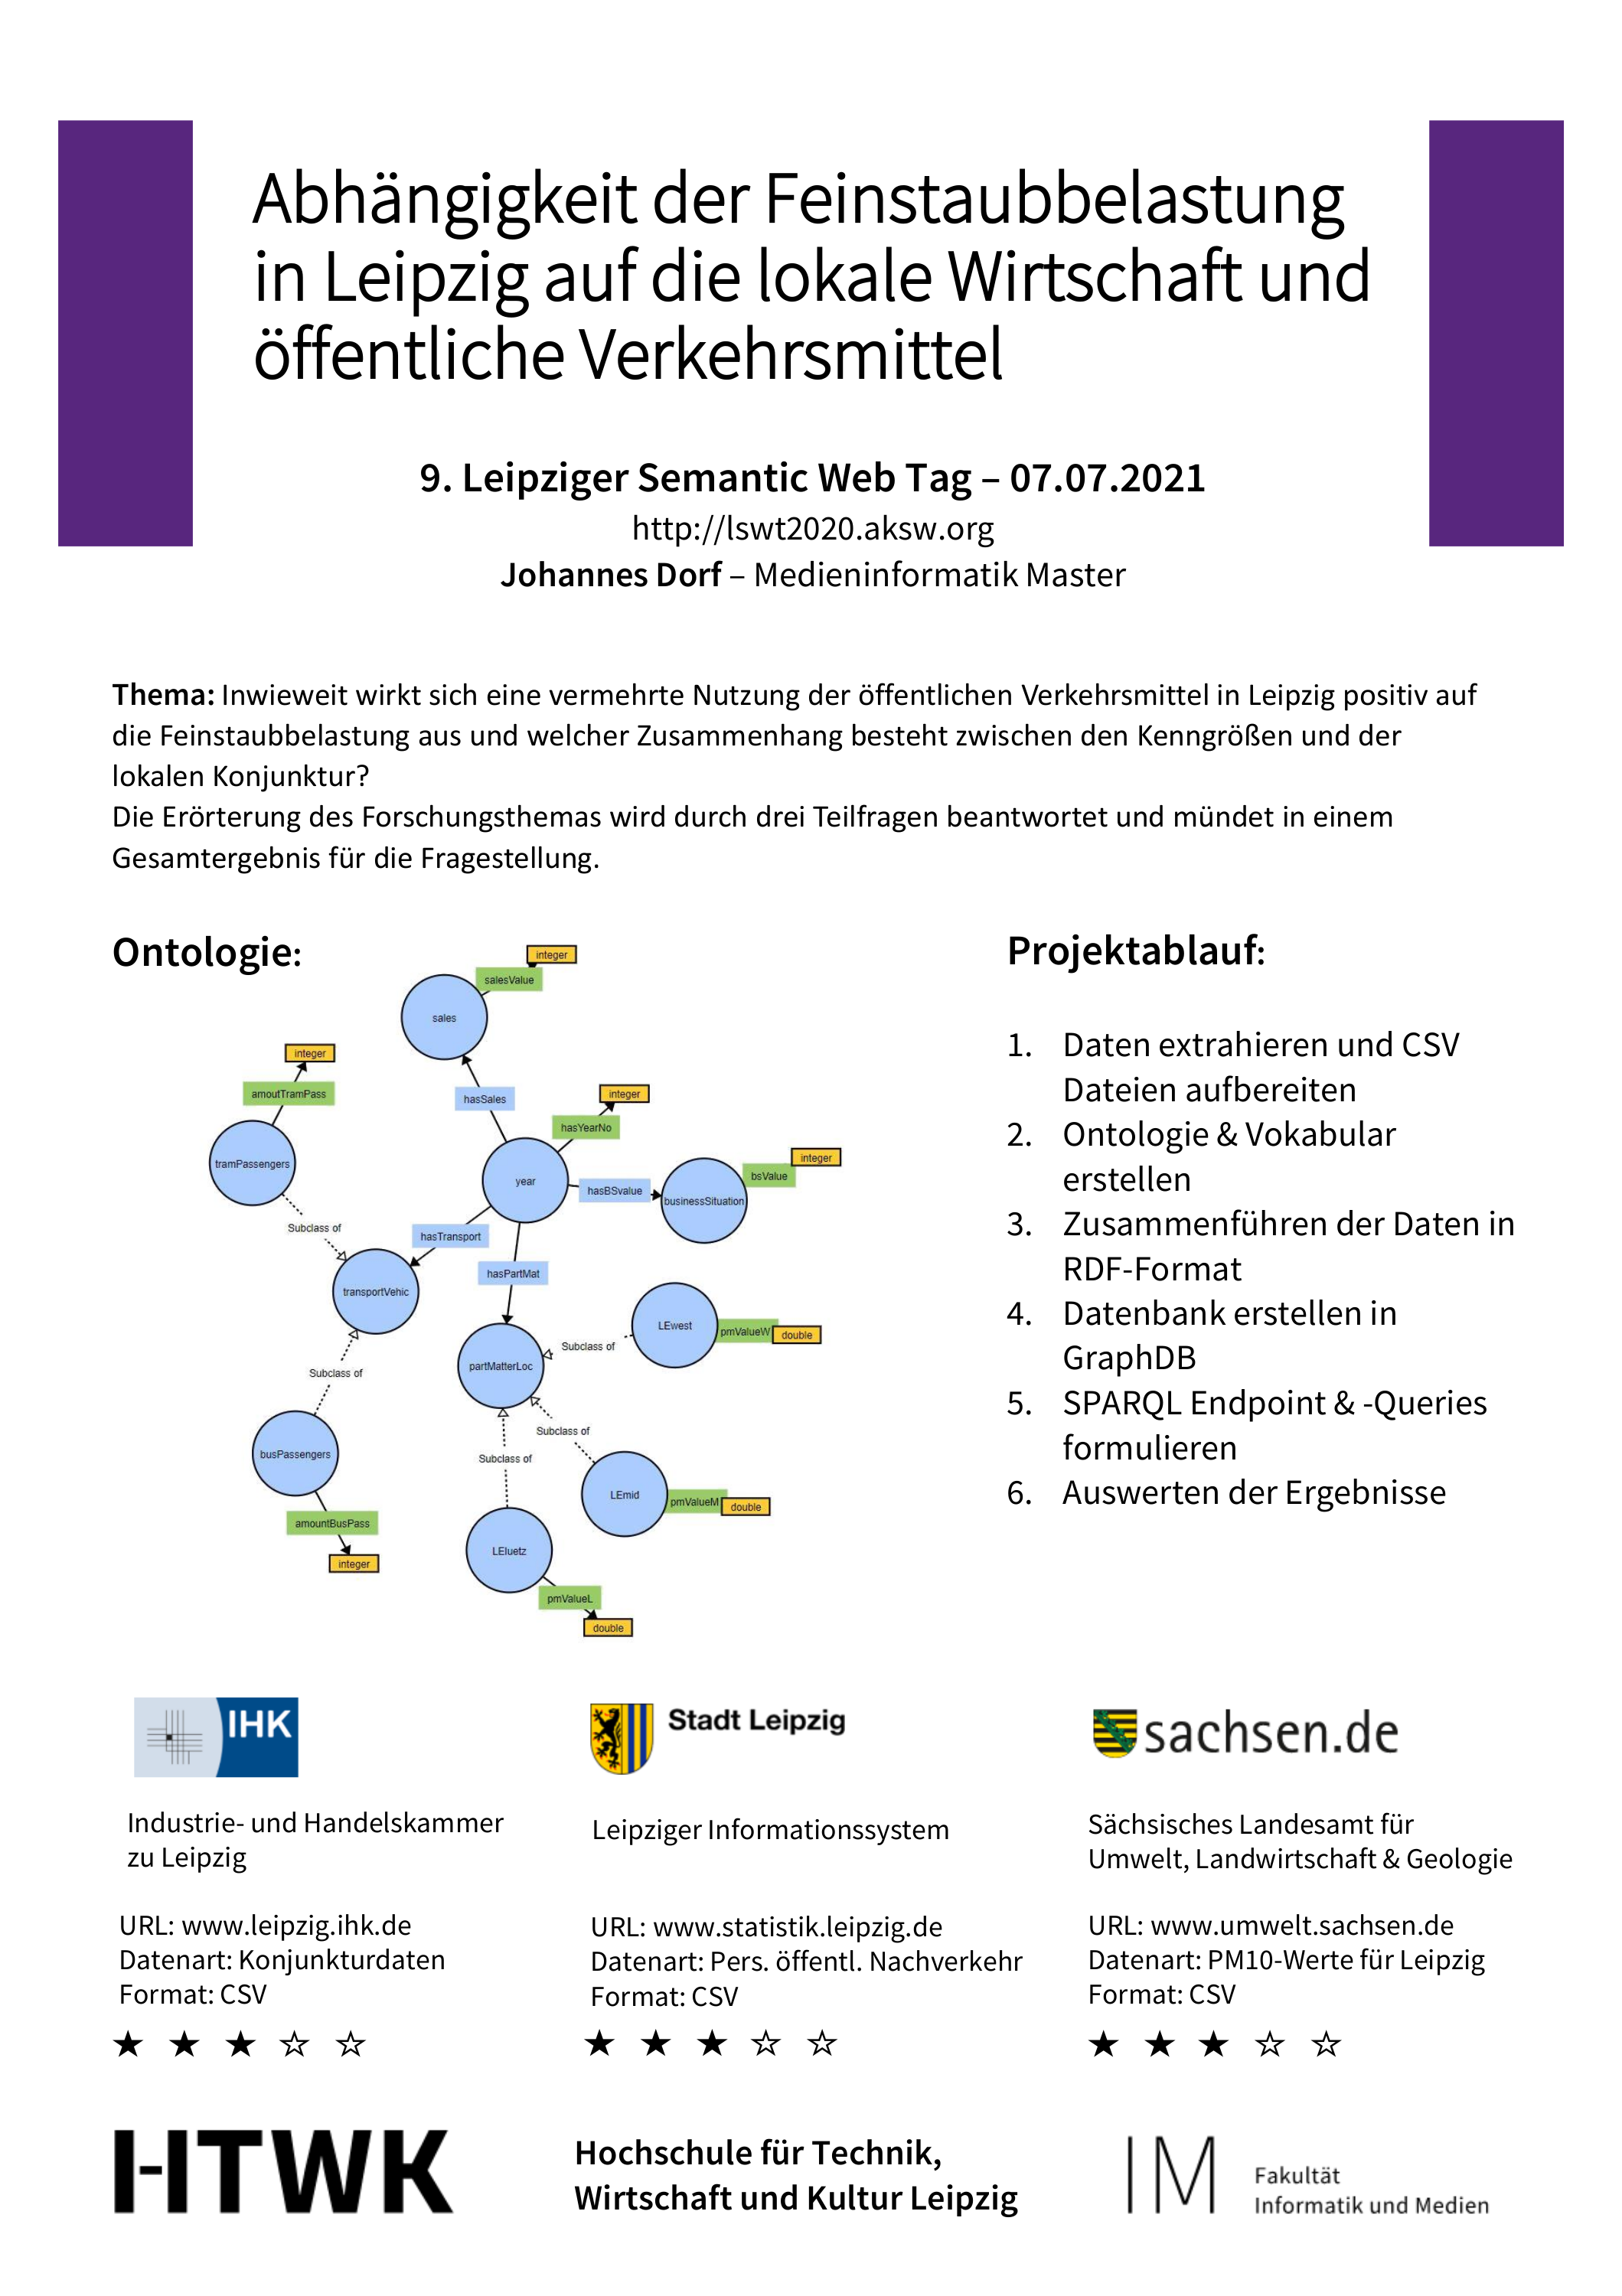 Abhängigkeit der Feinstaubbelastung
in Leipzig auf die lokale Wirtschaft und
öffentliche Verkehrsmittel
9. Leipziger Semantic Web Tag – 07.07.2021
http://lswt2020.aksw.org
Johannes Dorf – Medieninformatik Master
Thema: Inwieweit wirkt sich eine vermehrte Nutzung der öffentlichen Verkehrsmittel in Leipzig positiv auf
die Feinstaubbelastung aus und welcher Zusammenhang besteht zwischen den Kenngrößen und der
lokalen Konjunktur?
Die Erörterung des Forschungsthemas wird durch drei Teilfragen beantwortet und mündet in einem
Gesamtergebnis für die Fragestellung.
Ontologie:
integer
salesValue
sales
integer
amoutTramPass
hasSales
integer
hasYearNo
tramPassengers
year
integer
bsValue
hasBSvalue
businessSituation
Subclass of
hasTransport
hasPartMat
transportVehic
LEwest
pmValueW
double
Subclass of
partMatterLoc
Subclass of
Subclass of
Subclass of
busPassengers
LEmid
pmValueM
double
amountBusPass
integer
LEluetz
pmValueL
double
Projektablauf:
1. Daten extrahieren und CSV
Dateien aufbereiten
2. Ontologie & Vokabular
erstellen
3. Zusammenführen der Daten in
RDF-Format
4. Datenbank erstellen in
GraphDB
5. SPARQL Endpoint & -Queries
formulieren
6. Auswerten der Ergebnisse
IHK
Industrie- und Handelskammer
zu Leipzig
URL: www.leipzig.ihk.de
Datenart: Konjunkturdaten
Format: CSV
★ ★ ★ ☆ ☆
Stadt Leipzig
Leipziger Informationssystem
URL: www.statistik.leipzig.de
Datenart: Pers. öffentl. Nachverkehr
Format: CSV
★ ★ ★ ☆ ☆
sachsen.de
Sächsisches Landesamt für
Umwelt, Landwirtschaft & Geologie
URL: www.umwelt.sachsen.de
Datenart: PM10-Werte für Leipzig
Format: CSV
★ ★ ★ ☆ ☆
HTWK
Hochschule für Technik,
Wirtschaft und Kultur Leipzig
IM
Fakultät
Informatik und Medien